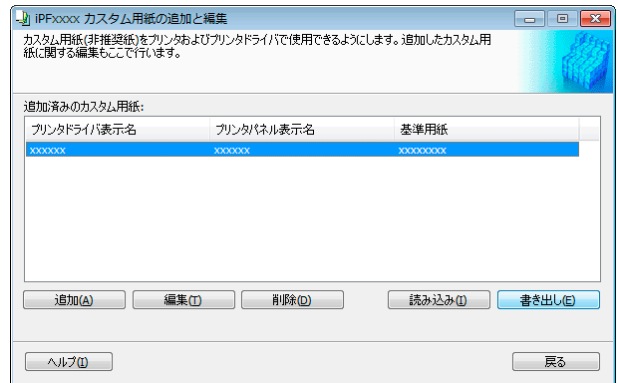 iPFxxxx カスタム用紙の追加と編集
カスタム用紙(非推奨紙)をプリンタおよびプリンタドライバで使用できるようにします。追加したカスタム用
紙に関する編集もここで行います。
追加済みのカスタム用紙:
プリンタドライバ表示名 プリンタパネル表示名 基準用紙
xxxxxx xxxxxx xxxxxxxx
追加(A) 編集(T) 削除(D) 読み込み(I) 書き出し(E)
ヘルプ(I) 戻る